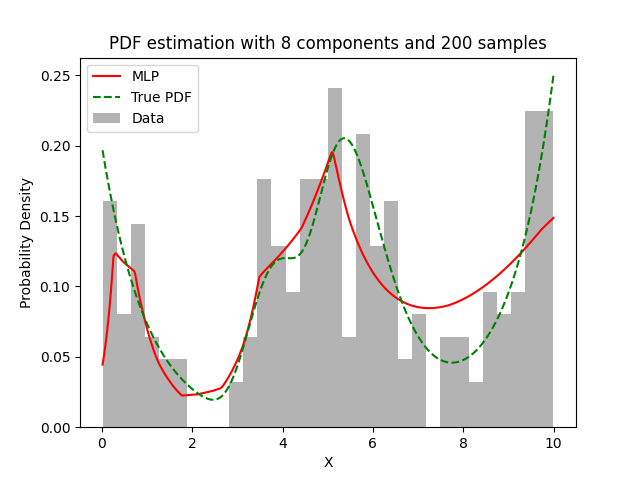 PDF estimation with 8 components and 200 samples
MLP
True PDF
Data
0.25
0.20
0.15
0.10
0.05
0.00
Probability Density
0 2 4 6 8 10
X